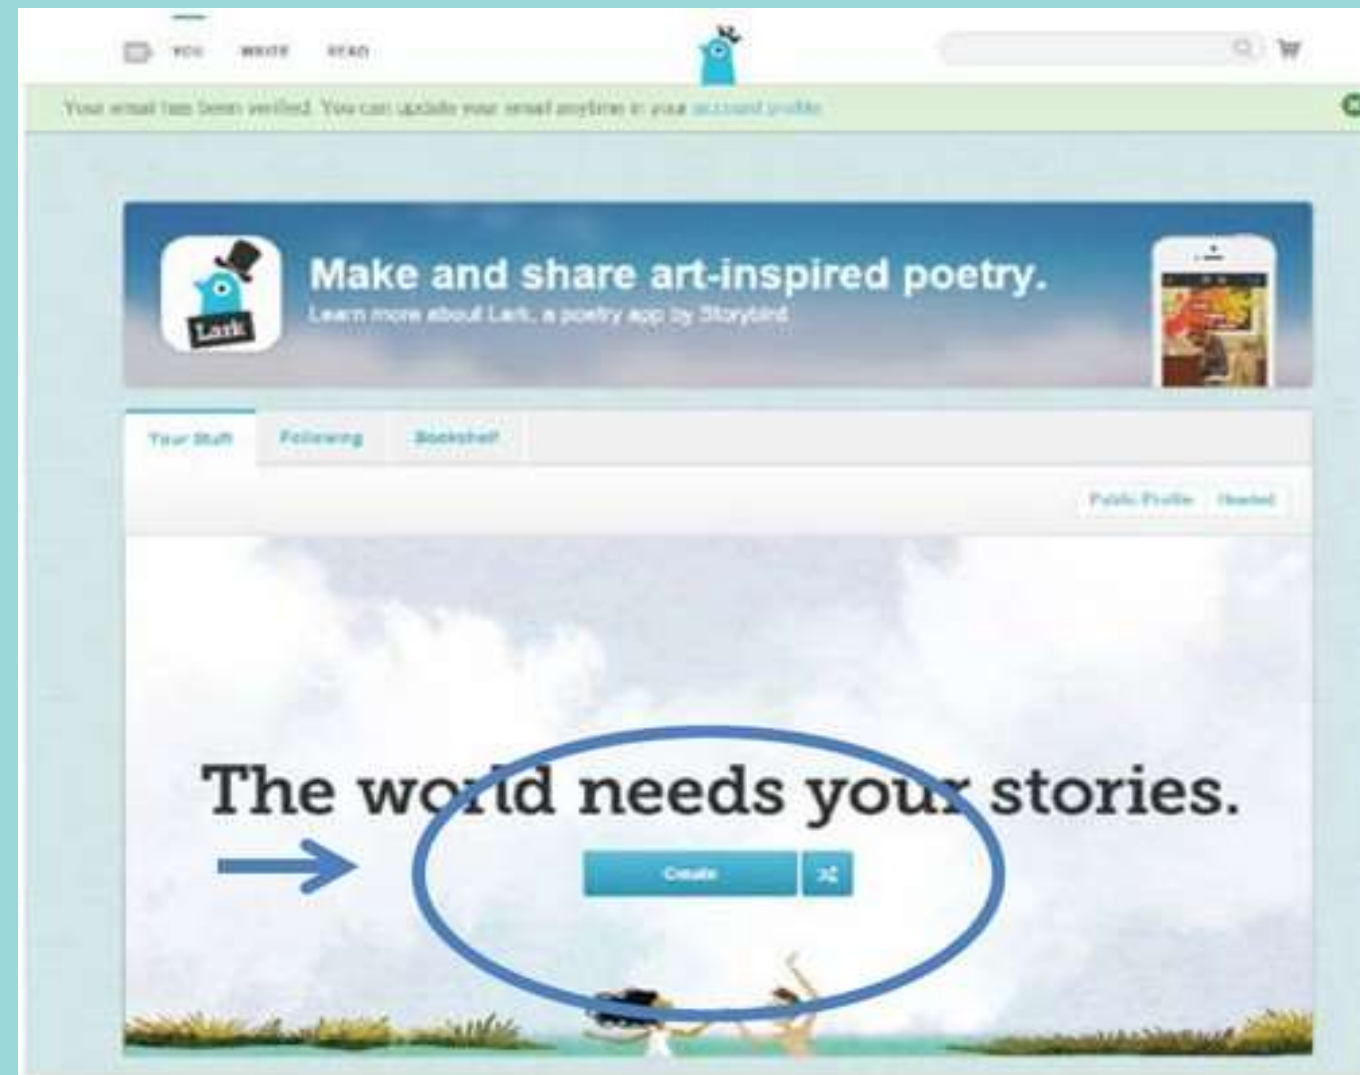 YOU WRITE READ
Your email has been verified. You can update your email anytime in your account profile
Make and share art-inspired poetry.
Learn more about Lark, a poetry app by Storybird
Lark
Your Stuff Following Bookshelf
Public Profile Hearted
The world needs your stories.
Create